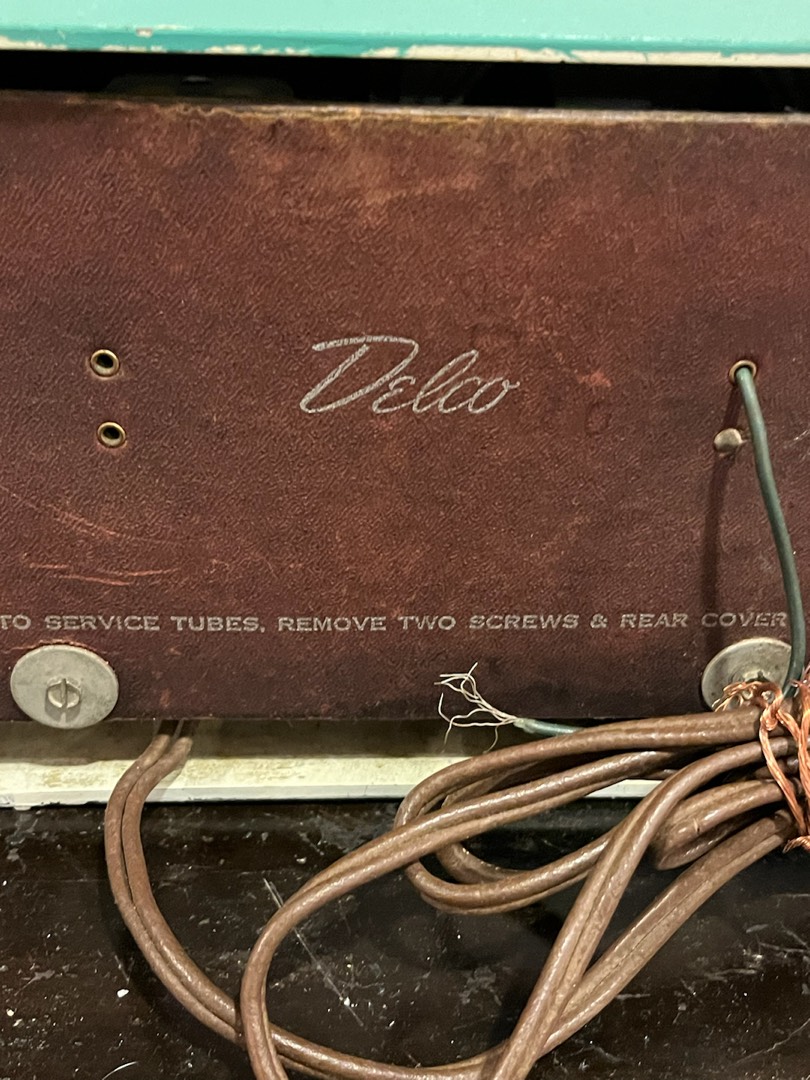 Delco
TO SERVICE TUBES, REMOVE TWO SCREWS & REAR COVER